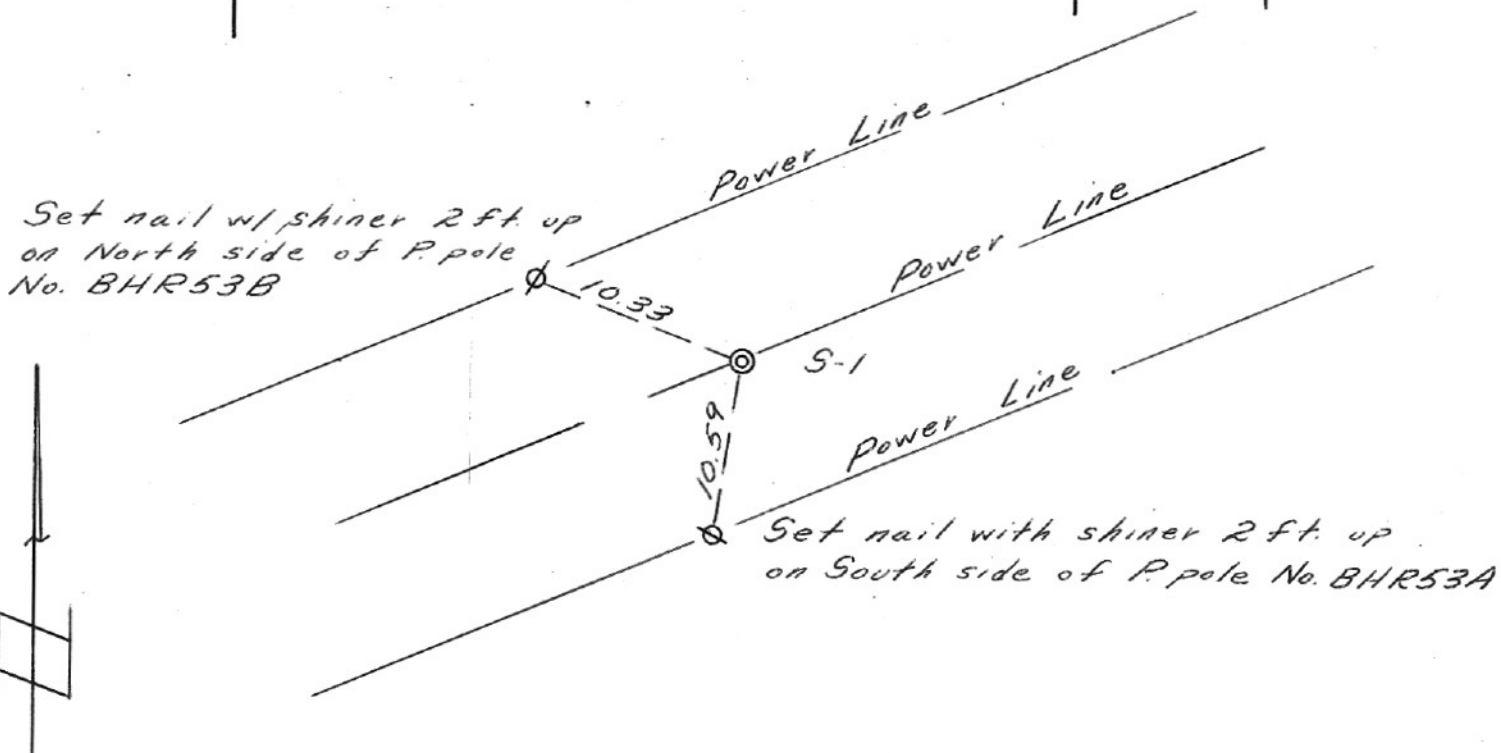 Power Line
Power Line
Set nail w/ shiner 2 ft. up
on North side of P. pole
No. BHR53B
10.33
S-1
Power Line
10.59
Set nail with shiner 2 ft. up
on South side of P. pole No. BHR53A